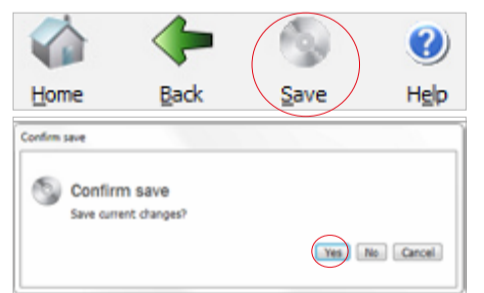 Home Back Save Help
Confirm save
Confirm save
Save current changes?
Yes No Cancel